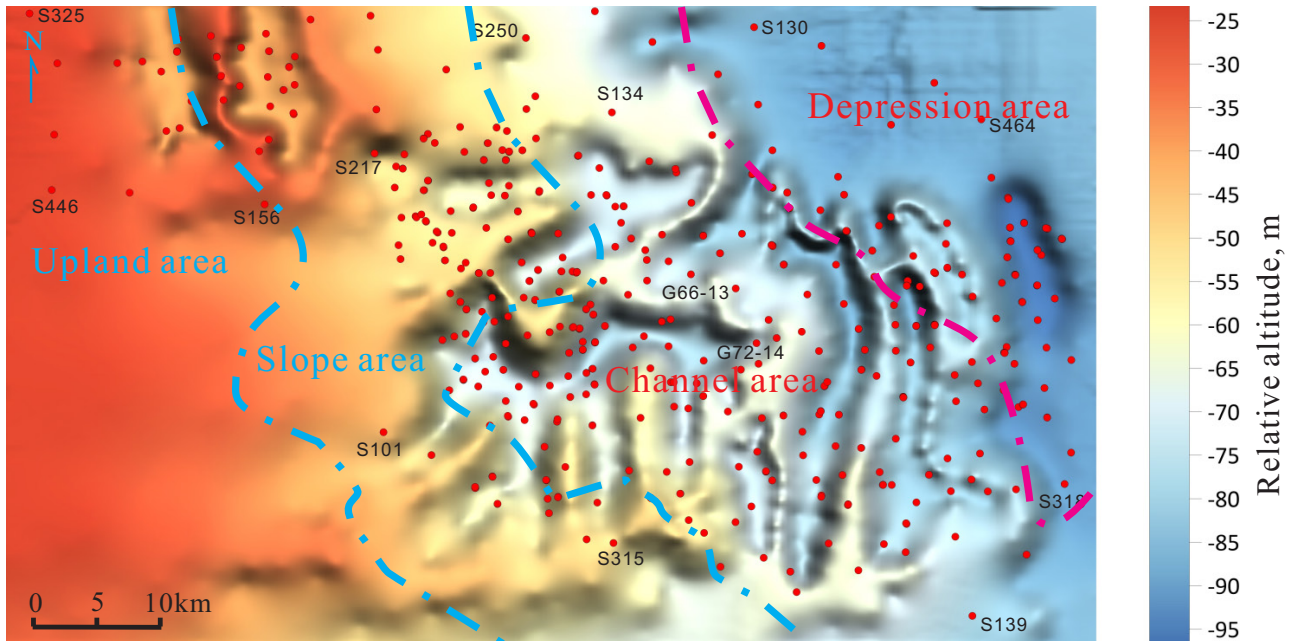 S325
N
S250
S130
S134
Depression area
S464
S217
S446
S156
Upland area
G66-13
Slope area
G72-14
Channel area
S101
S318
S315
0 5 10km
S139
-25
-30
-35
-40
-45
-50
-55
-60
-65
-70
-75
-80
-85
-90
-95
Relative altitude, m